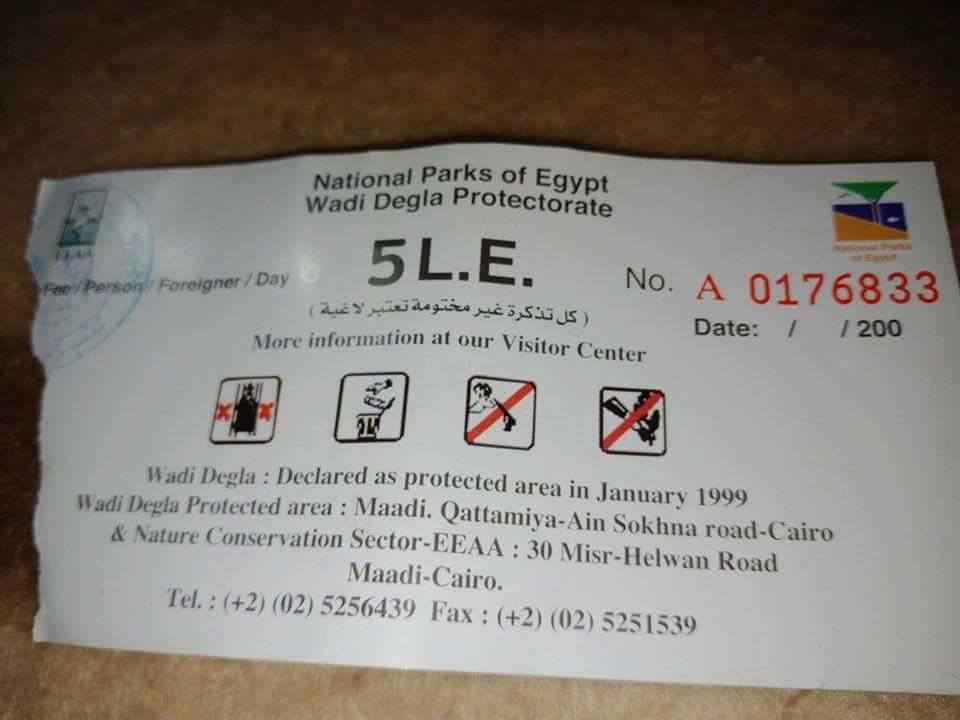 National Parks of Egypt
Wadi Degla Protectorate
EEAA
National Parks
of Egypt
5 L.E.
Fee / Person / Foreigner / Day
No. A 0176833
( كل تذكرة غير مختومة تعتبر لاغية )
Date: / / 200
More information at our Visitor Center
Wadi Degla : Declared as protected area in January 1999
Wadi Degla Protected area : Maadi. Qattamiya-Ain Sokhna road-Cairo
& Nature Conservation Sector-EEAA : 30 Misr-Helwan Road
Maadi-Cairo.
Tel. : (+2) (02) 5256439 Fax : (+2) (02) 5251539